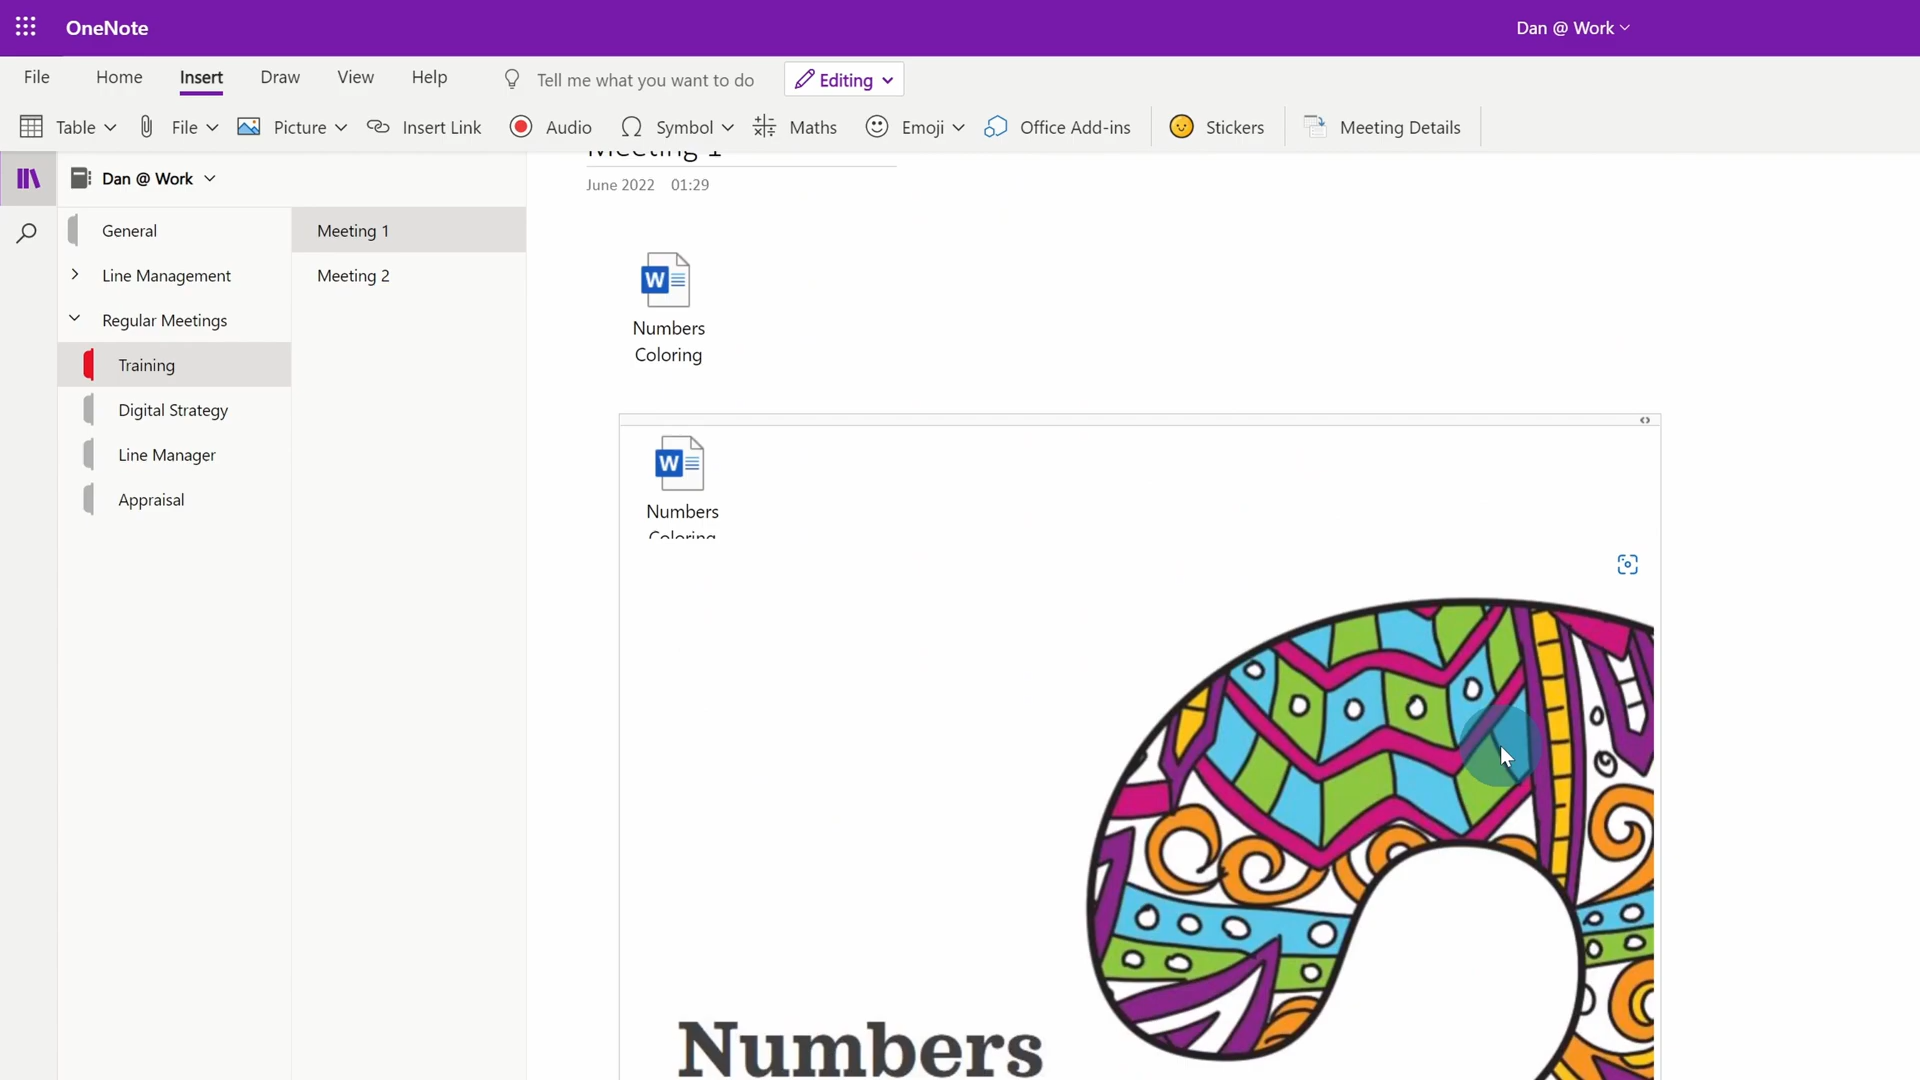 OneNote
Dan @ Work
File Home Insert Draw View Help Tell me what you want to do Editing
Table File Picture Insert Link Audio Symbol Maths Emoji Office Add-ins Stickers Meeting Details
Dan @ Work
General
Line Management
Regular Meetings
Training
Digital Strategy
Line Manager
Appraisal
Meeting 1
Meeting 2
Meeting 1
June 2022 01:29
W
Numbers
Coloring
W
Numbers
Coloring
Numbers